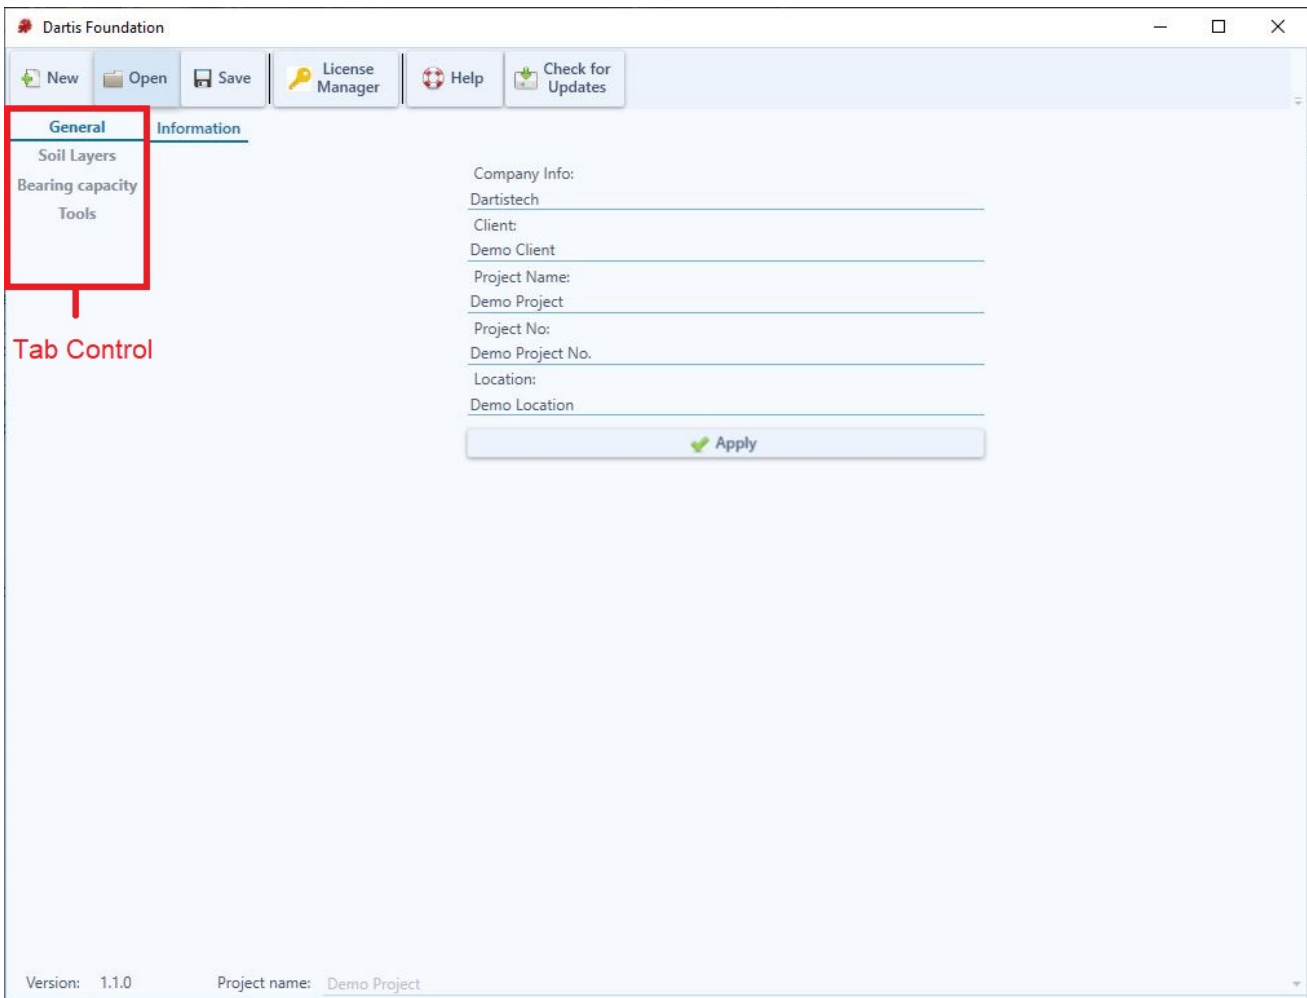 Dartis Foundation
New Open Save License Manager Help Check for Updates
General Information
Soil Layers
Bearing capacity
Tools
Tab Control
Company Info:
Dartistech
Client:
Demo Client
Project Name:
Demo Project
Project No:
Demo Project No.
Location:
Demo Location
Apply
Version: 1.1.0 Project name: Demo Project